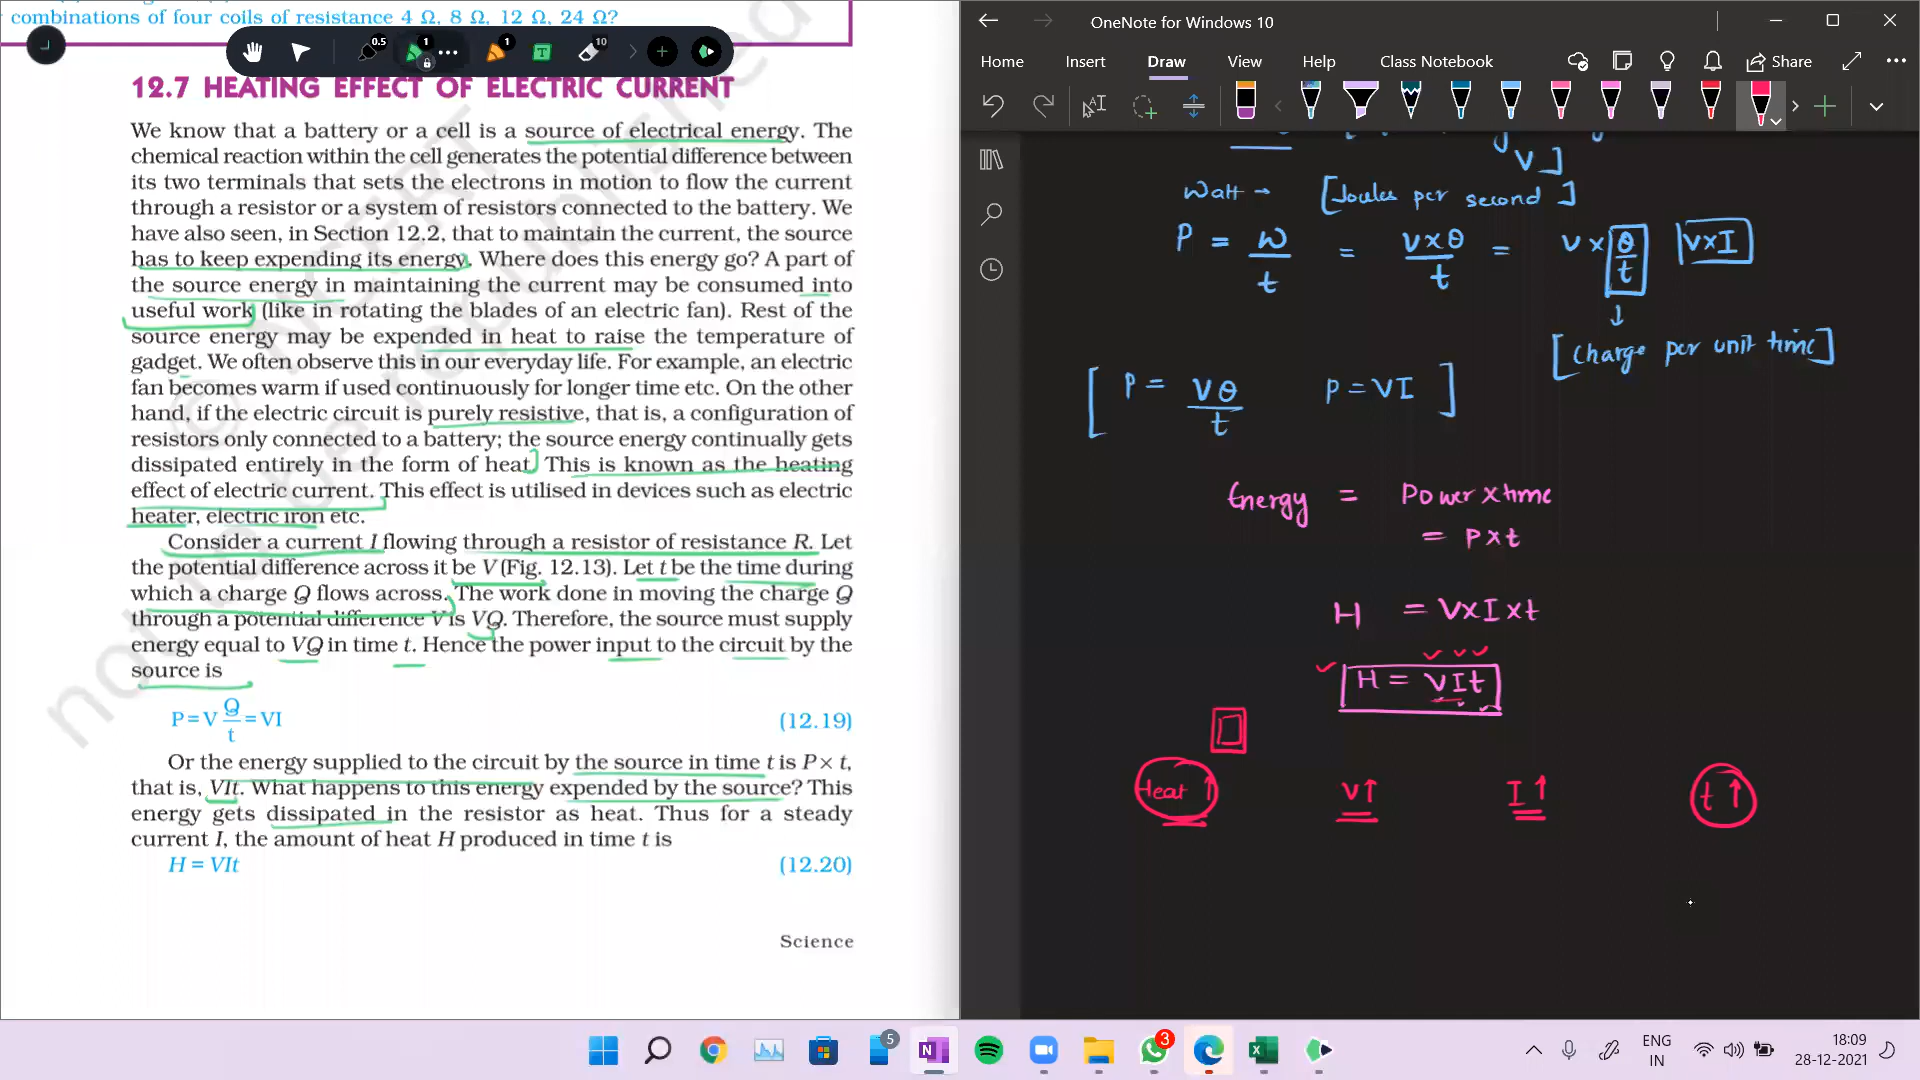 combinations of four coils of resistance 4 Ω, 8 Ω, 12 Ω, 24 Ω?
0.5
1
1
10
12.7 HEATING EFFECT OF ELECTRIC CURRENT
We know that a battery or a cell is a source of electrical energy. The
chemical reaction within the cell generates the potential difference between
its two terminals that sets the electrons in motion to flow the current
through a resistor or a system of resistors connected to the battery. We
have also seen, in Section 12.2, that to maintain the current, the source
has to keep expending its energy. Where does this energy go? A part of
the source energy in maintaining the current may be consumed into
useful work (like in rotating the blades of an electric fan). Rest of the
source energy may be expended in heat to raise the temperature of
gadget. We often observe this in our everyday life. For example, an electric
fan becomes warm if used continuously for longer time etc. On the other
hand, if the electric circuit is purely resistive, that is, a configuration of
resistors only connected to a battery; the source energy continually gets
dissipated entirely in the form of heat. This is known as the heating
effect of electric current. This effect is utilised in devices such as electric
heater, electric iron etc.
Consider a current I flowing through a resistor of resistance R. Let
the potential difference across it be V (Fig. 12.13). Let t be the time during
which a charge Q flows across. The work done in moving the charge Q
through a potential difference V is VQ. Therefore, the source must supply
energy equal to VQ in time t. Hence the power input to the circuit by the
source is
P = V Q/t = VI (12.19)
Or the energy supplied to the circuit by the source in time t is P × t,
that is, VIt. What happens to this energy expended by the source? This
energy gets dissipated in the resistor as heat. Thus for a steady
current I, the amount of heat H produced in time t is
H = VIt (12.20)
Science
© NCERT
not to be republished
OneNote for Windows 10
Home Insert Draw View Help Class Notebook Share
V]
Watt → [Joules per second]
P = W/t = V×Q/t = V × Q/t V×I
↓
[Charge per unit time]
[P = VQ/t P = VI]
Energy = Power × time
= P×t
H = V×I×t
H = VIt
Heat ↑ V↑ I↑ t↑
5
3
ENG
IN
18:09
28-12-2021